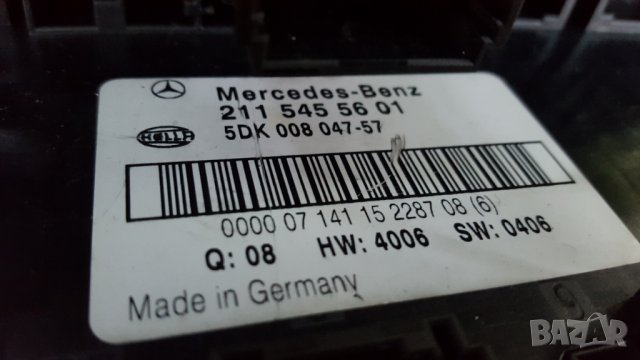 Mercedes-Benz
211 545 56 01
HELLA
5DK 008 047-57
0000 07 141 15 2287 08 (6)
Q: 08 HW: 4006 SW: 0406
Made in Germany
BAZAR